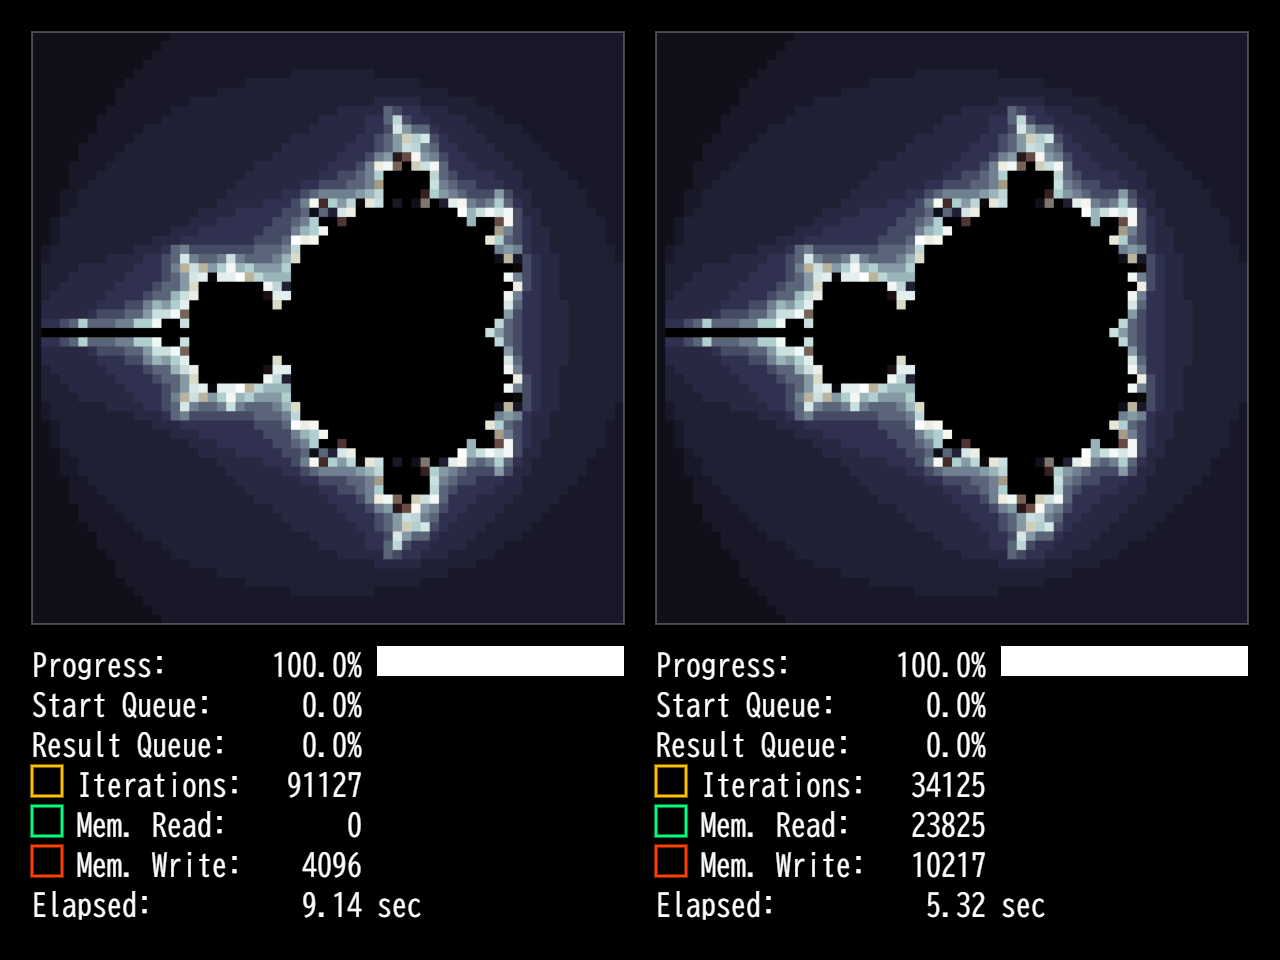 Progress: 100.0%
Start Queue: 0.0%
Result Queue: 0.0%
Iterations: 91127
Mem. Read: 0
Mem. Write: 4096
Elapsed: 9.14 sec
Progress: 100.0%
Start Queue: 0.0%
Result Queue: 0.0%
Iterations: 34125
Mem. Read: 23825
Mem. Write: 10217
Elapsed: 5.32 sec